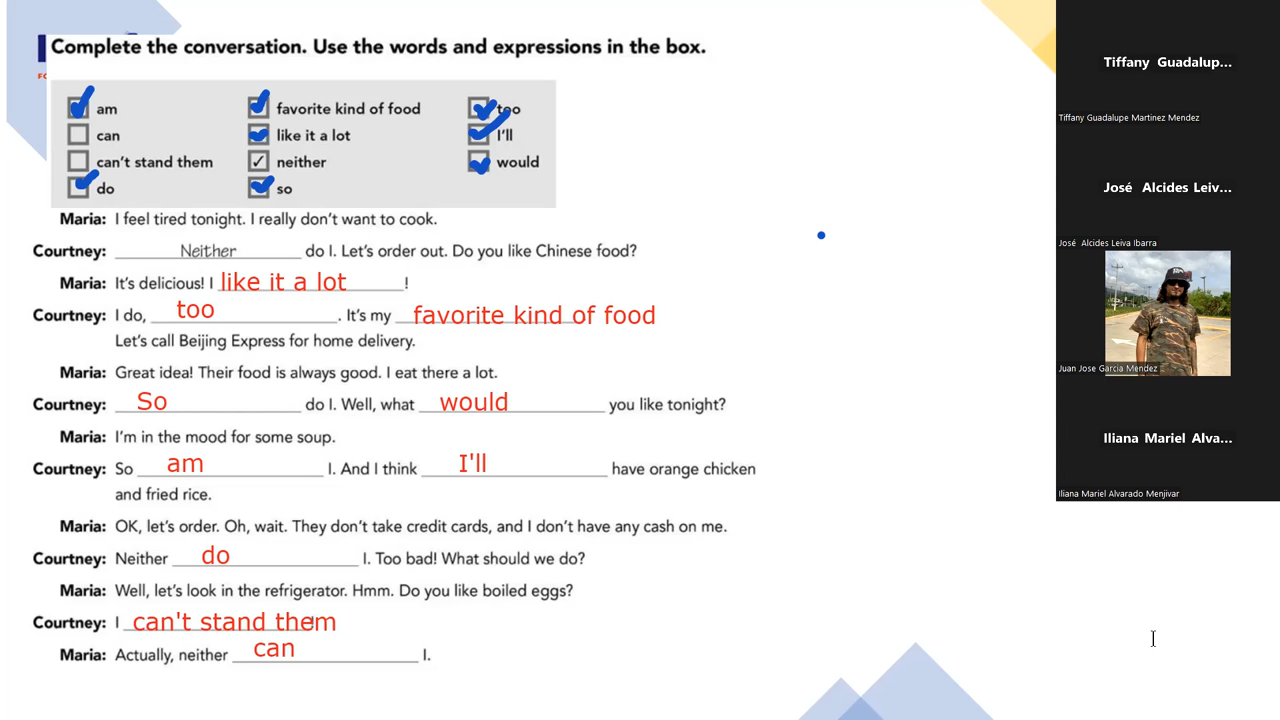 Complete the conversation. Use the words and expressions in the box.
am
favorite kind of food
too
can
like it a lot
I'll
can't stand them
neither
would
do
so
Maria: I feel tired tonight. I really don't want to cook.
Courtney: Neither do I. Let's order out. Do you like Chinese food?
Maria: It's delicious! I like it a lot !
Courtney: I do, too . It's my favorite kind of food
Let's call Beijing Express for home delivery.
Maria: Great idea! Their food is always good. I eat there a lot.
Courtney: So do I. Well, what would you like tonight?
Maria: I'm in the mood for some soup.
Courtney: So am I. And I think I'll have orange chicken
and fried rice.
Maria: OK, let's order. Oh, wait. They don't take credit cards, and I don't have any cash on me.
Courtney: Neither do I. Too bad! What should we do?
Maria: Well, let's look in the refrigerator. Hmm. Do you like boiled eggs?
Courtney: I can't stand them !
Maria: Actually, neither can I.
Tiffany Guadalup...
Tiffany Guadalupe Martinez Mendez
José Alcides Leiv...
José Alcides Leiva Ibarra
Juan Jose Garcia Mendez
Iliana Mariel Alva...
Iliana Mariel Alvarado Menjivar